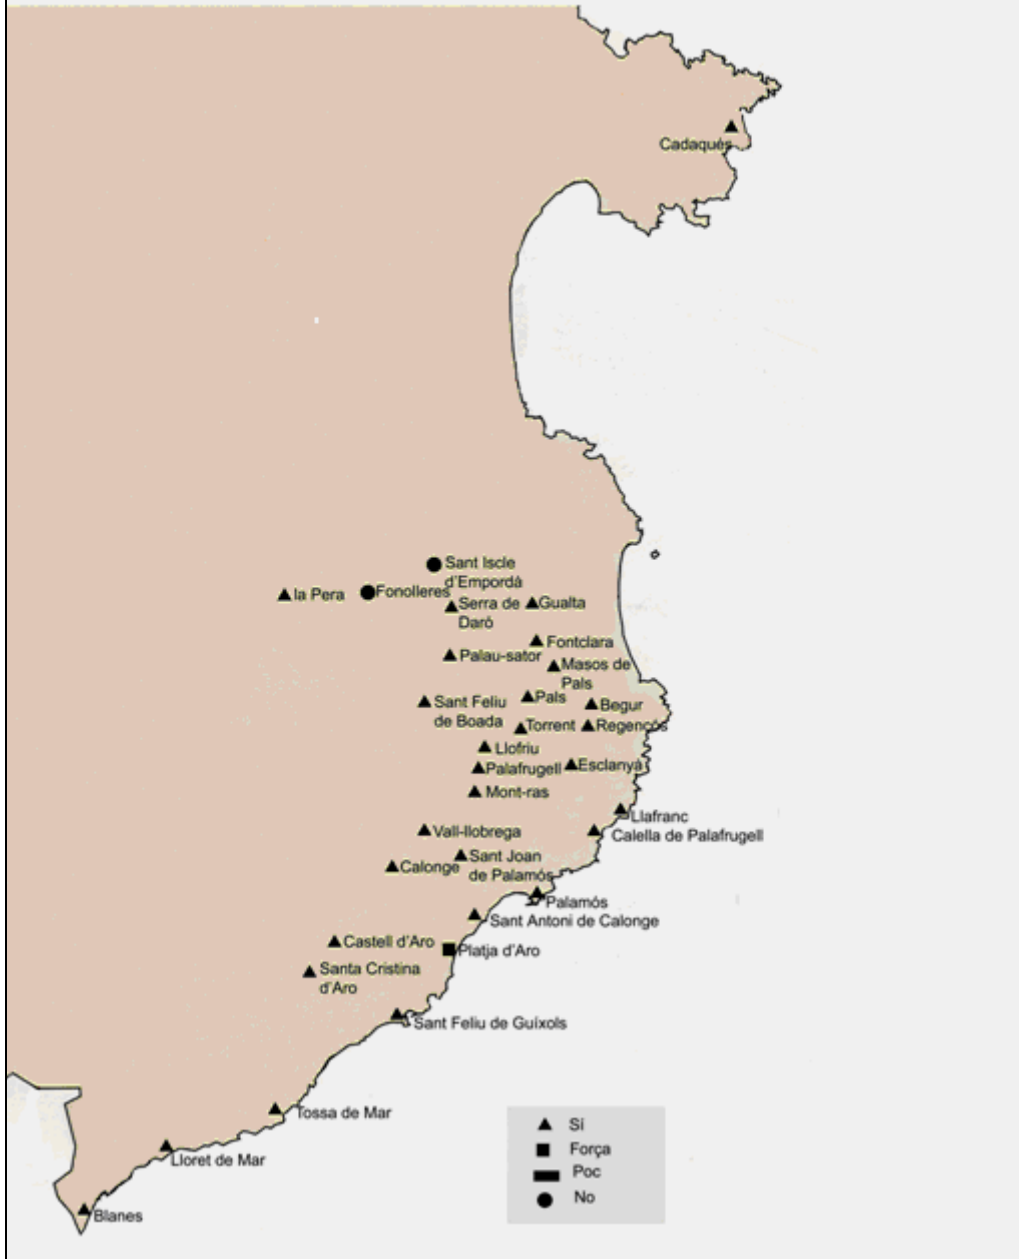 Cadaqués
Sant Iscle
d'Empordá
la Pera
Fonolleres
Serra de
Daró
Gualta
Fontclara
Palau-sator
Masos de
Pals
Pals
Sant Feliu
de Boada
Begur
Torrent
Regencós
Llofriu
Palafrugell
Esclanyá
Mont-ras
Llafranc
Vall-llobrega
Calella de Palafrugell
Sant Joan
de Palamós
Calonge
Palamós
Sant Antoni de Calonge
Castell d'Aro
Platja d'Aro
Santa Cristina
d'Aro
Sant Feliu de Guíxols
Tossa de Mar
Lloret de Mar
Blanes
Sí
Força
Poc
No